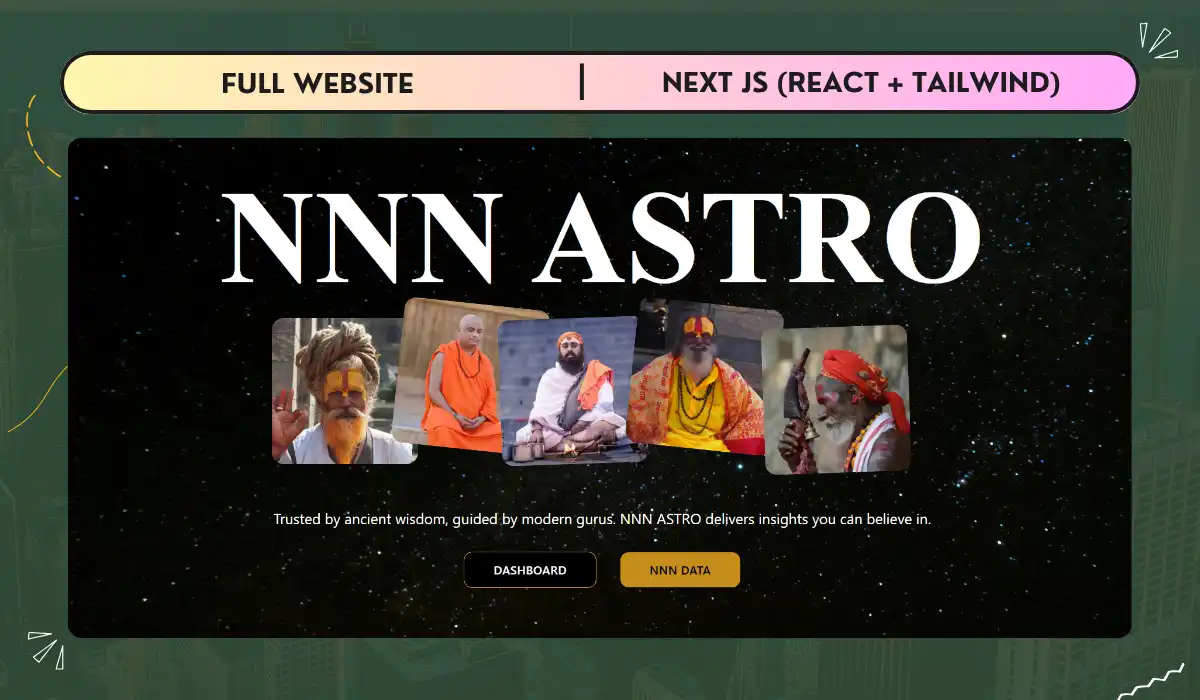 FULL WEBSITE
NEXT JS (REACT + TAILWIND)
NNN ASTRO
Trusted by ancient wisdom, guided by modern gurus. NNN ASTRO delivers insights you can believe in.
DASHBOARD
NNN DATA